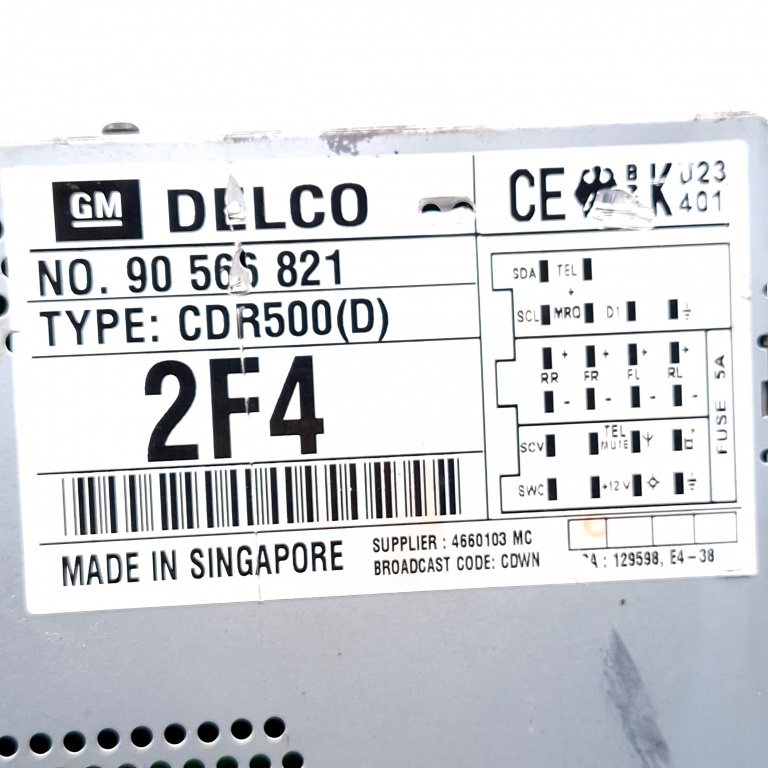 GM DELCO
NO. 90 566 821
TYPE: CDR500(D)
2F4
MADE IN SINGAPORE
SUPPLIER : 4660103 MC
BROADCAST CODE: CDWN
CE K U23
401
SDA TEL
SCL MRQ D1
+ + + +
RR FR FL RL
- - - -
FUSE 5A
SCV TEL
MUTE
SWC +12V
A : 129598, E4-38